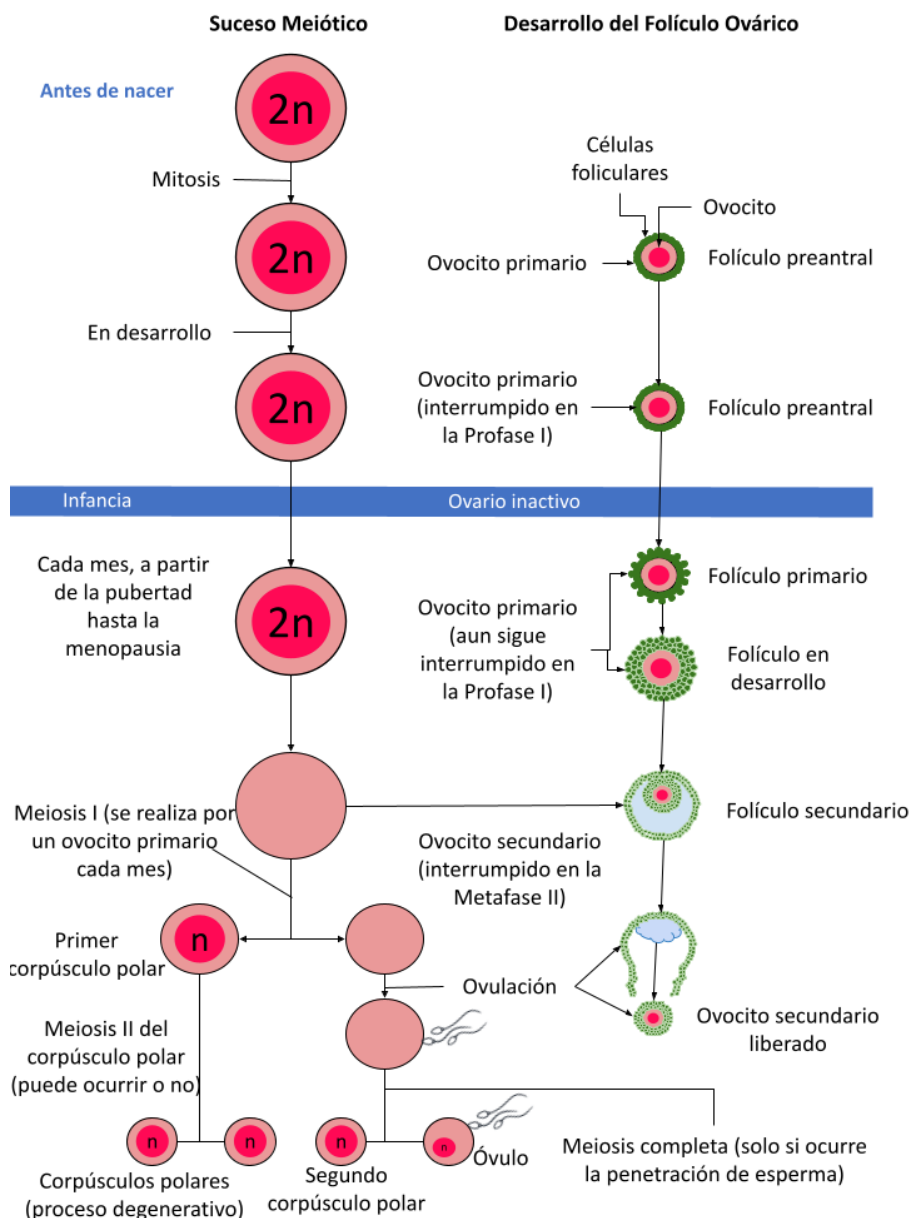 Suceso Meiótico
Desarrollo del Folículo Ovárico
Antes de nacer
2n
Mitosis
2n
En desarrollo
2n
Células
foliculares
Ovocito
Ovocito primario
Folículo preantral
Ovocito primario
(interrumpido en
la Profase I)
Folículo preantral
Infancia
Ovario inactivo
Cada mes, a partir
de la pubertad
hasta la
menopausia
2n
Ovocito primario
(aun sigue
interrumpido en
la Profase I)
Folículo primario
Folículo en
desarrollo
Meiosis I (se realiza por
un ovocito primario
cada mes)
Ovocito secundario
(interrumpido en la
Metafase II)
Folículo secundario
Primer
corpúsculo polar
n
Ovulación
Ovocito secundario
liberado
Meiosis II del
corpúsculo polar
(puede ocurrir o no)
n
n
n
n
Óvulo
Corpúsculos polares
(proceso degenerativo)
Segundo
corpúsculo polar
Meiosis completa (solo si ocurre
la penetración de esperma)